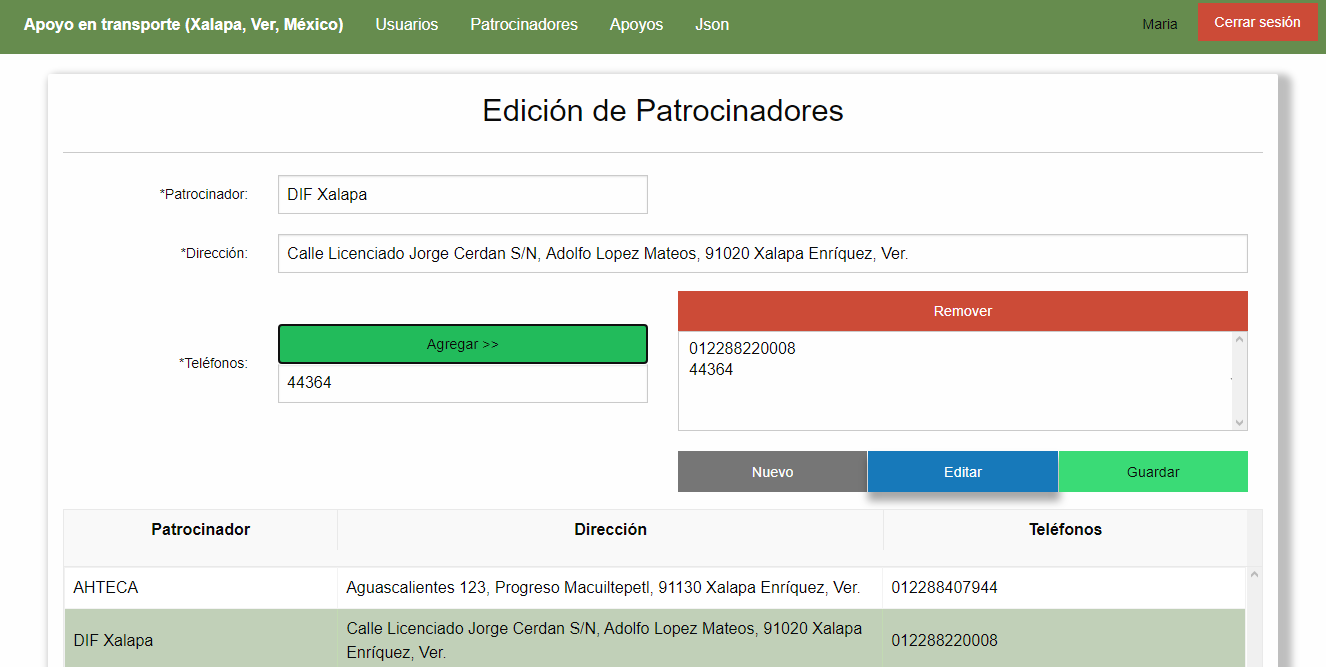 Apoyo en transporte (Xalapa, Ver, México) Usuarios Patrocinadores Apoyos Json Maria Cerrar sesión
Edición de Patrocinadores
*Patrocinador: DIF Xalapa
*Dirección: Calle Licenciado Jorge Cerdan S/N, Adolfo Lopez Mateos, 91020 Xalapa Enríquez, Ver.
Remover
Agregar >>
012288220008
*Teléfonos:
44364
44364
Nuevo Editar Guardar
Patrocinador Dirección Teléfonos
AHTECA Aguascalientes 123, Progreso Macuiltepetl, 91130 Xalapa Enríquez, Ver. 012288407944
DIF Xalapa Calle Licenciado Jorge Cerdan S/N, Adolfo Lopez Mateos, 91020 Xalapa 012288220008
Enríquez, Ver.